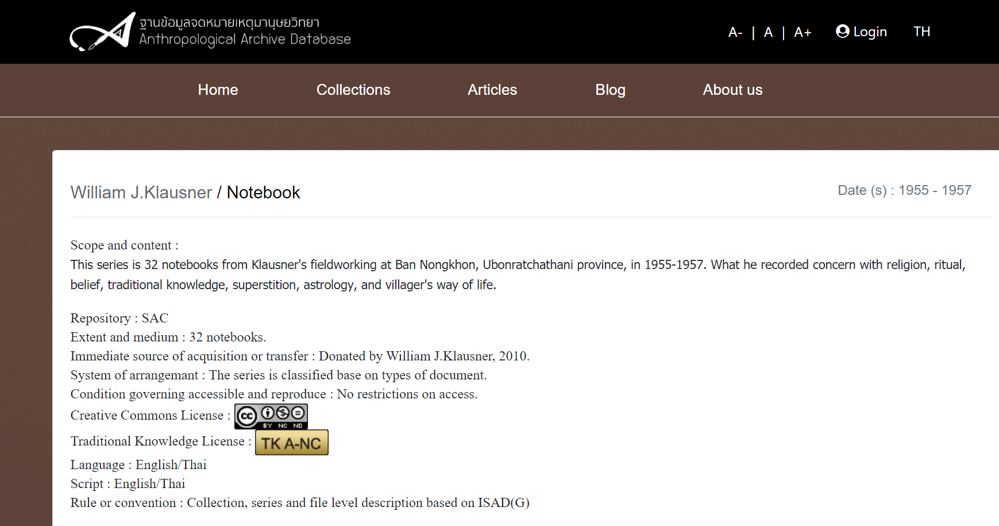 ฐานข้อมูลจดหมายเหตุมานุษยวิทยา
Anthropological Archive Database
A- | A | A+ Login TH
Home Collections Articles Blog About us
William J.Klausner / Notebook
Date (s) : 1955 - 1957
Scope and content :
This series is 32 notebooks from Klausner's fieldworking at Ban Nongkhon, Ubonratchathani province, in 1955-1957. What he recorded concern with religion, ritual,
belief, traditional knowledge, superstition, astrology, and villager's way of life.
Repository : SAC
Extent and medium : 32 notebooks.
Immediate source of acquisition or transfer : Donated by William J.Klausner, 2010.
System of arrangemant : The series is classified base on types of document.
Condition governing accessible and reproduce : No restrictions on access.
Creative Commons License : cc BY NC ND
Traditional Knowledge License : TK A-NC
Language : English/Thai
Script : English/Thai
Rule or convention : Collection, series and file level description based on ISAD(G)